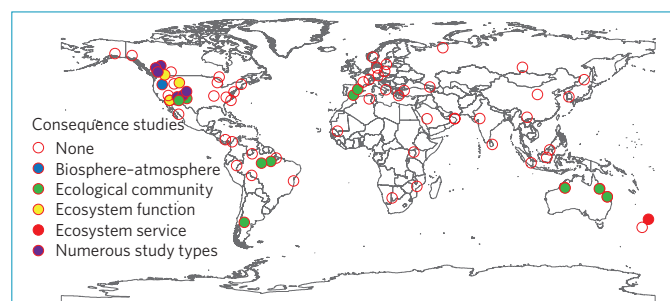 Consequence studies
None
Biosphere–atmosphere
Ecological community
Ecosystem function
Ecosystem service
Numerous study types